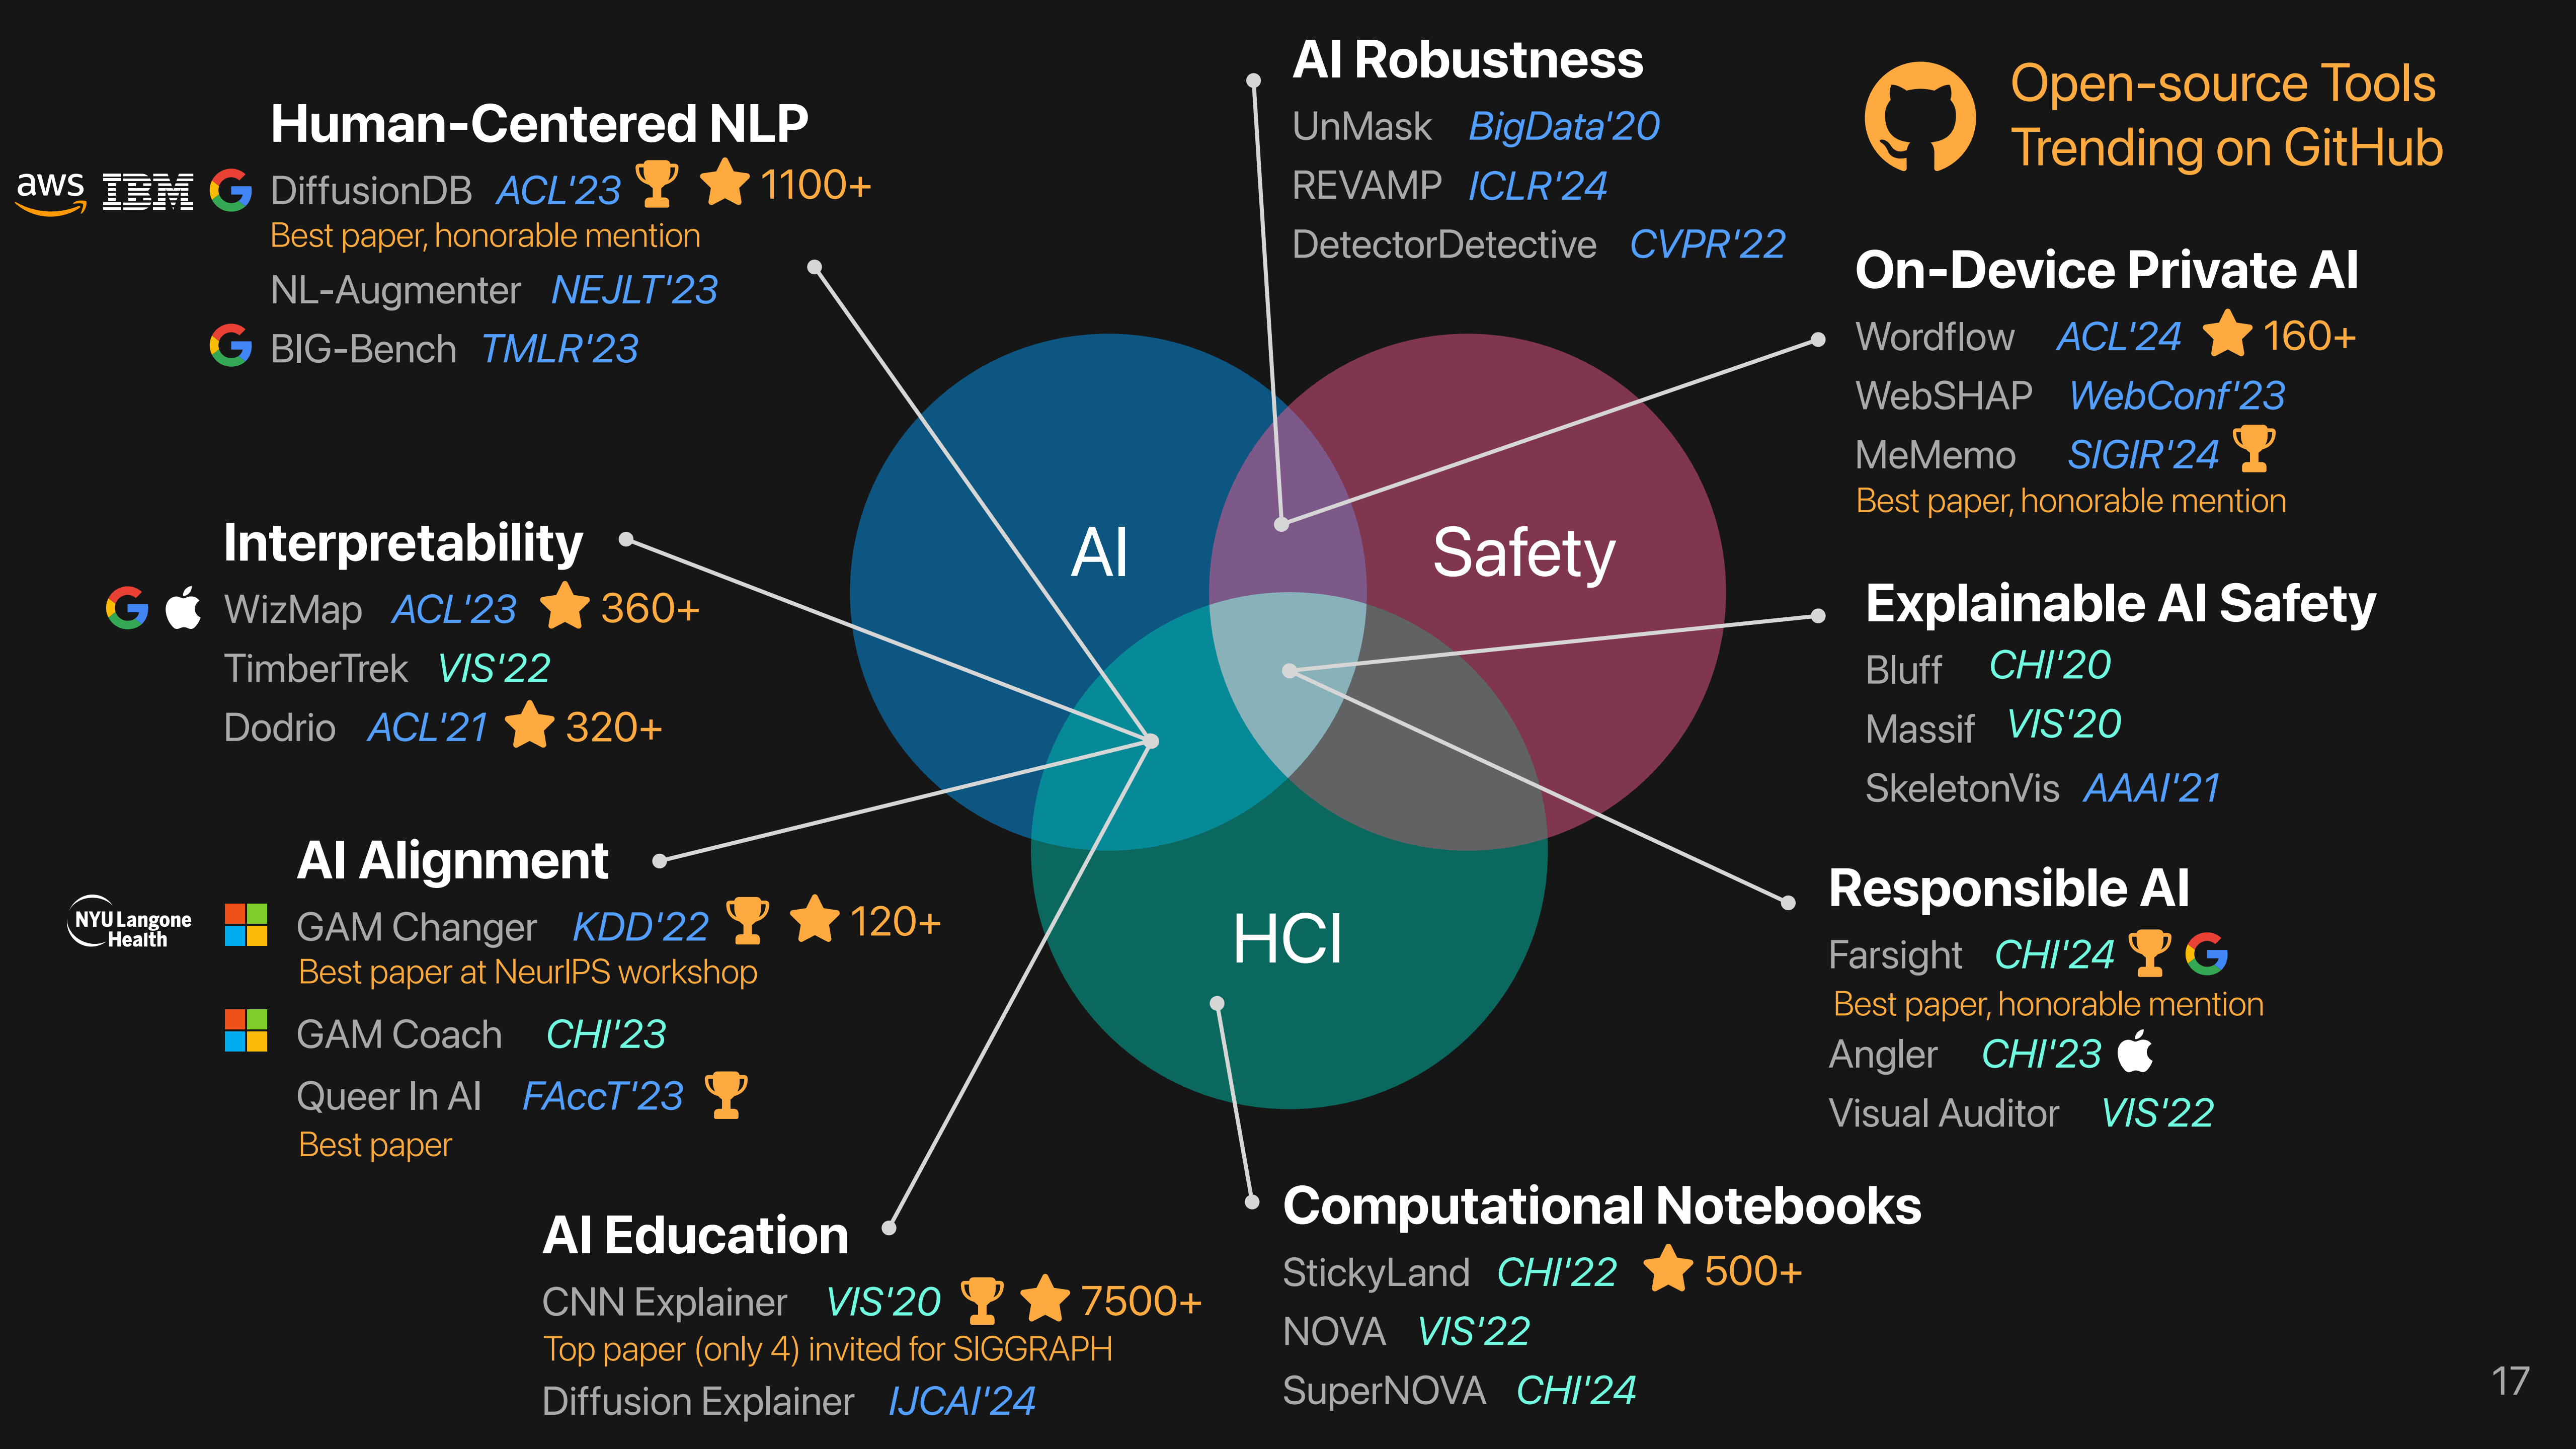 Human-Centered NLP
aws IBM G DiffusionDB ACL'23 1100+
Best paper, honorable mention
NL-Augmenter NEJLT'23
G BIG-Bench TMLR'23
Interpretability
G WizMap ACL'23 360+
TimberTrek VIS'22
Dodrio ACL'21 320+
AI Alignment
NYU Langone
Health
GAM Changer KDD'22 120+
Best paper at NeurIPS workshop
GAM Coach CHI'23
Queer In AI FAccT'23
Best paper
AI Education
CNN Explainer VIS'20 7500+
Top paper (only 4) invited for SIGGRAPH
Diffusion Explainer IJCAI'24
AI Robustness
UnMask BigData'20
REVAMP ICLR'24
DetectorDetective CVPR'22
AI
Safety
HCI
Open-source Tools
Trending on GitHub
On-Device Private AI
Wordflow ACL'24 160+
WebSHAP WebConf'23
MeMemo SIGIR'24
Best paper, honorable mention
Explainable AI Safety
Bluff CHI'20
Massif VIS'20
SkeletonVis AAAI'21
Responsible AI
Farsight CHI'24 G
Best paper, honorable mention
Angler CHI'23
Visual Auditor VIS'22
Computational Notebooks
StickyLand CHI'22 500+
NOVA VIS'22
SuperNOVA CHI'24
17